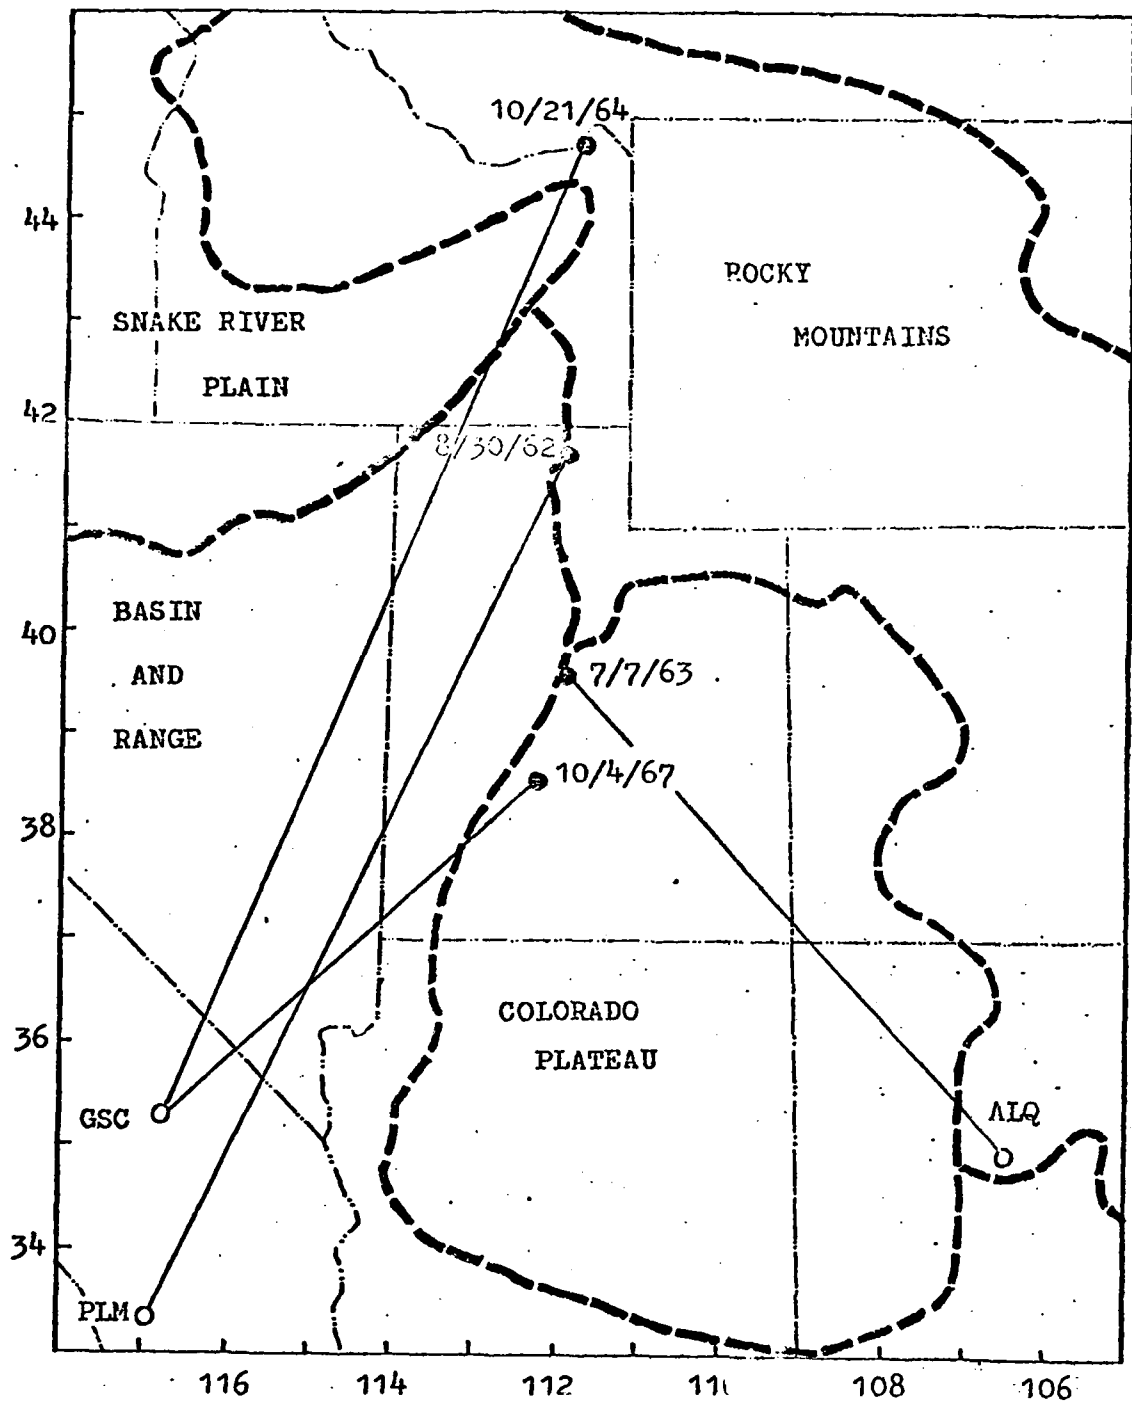 10/21/64
44
ROCKY
SNAKE RIVER
MOUNTAINS
PLAIN
42
8/30/62
BASIN
40
AND
7/7/63
RANGE
10/4/67
38
COLORADO
36
PLATEAU
GSC
ALQ
34
PLM
116 114 112 108 106